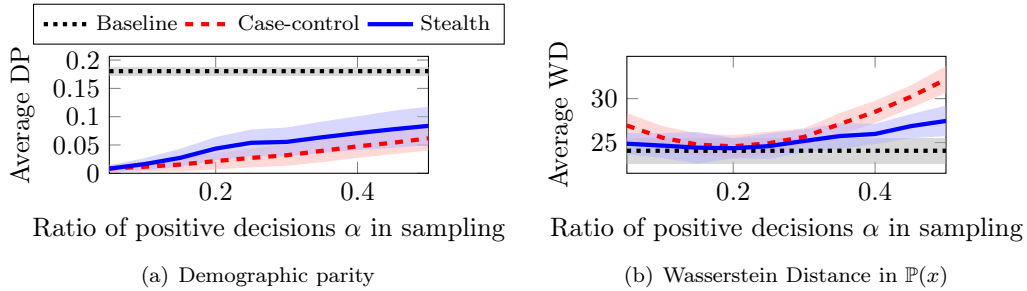 Baseline Case-control Stealth
Average DP
0.2
0.15
0.1
0.05
0
0.2 0.4
Ratio of positive decisions α in sampling
(a) Demographic parity
Average WD
30
25
0.2 0.4
Ratio of positive decisions α in sampling
(b) Wasserstein Distance in ℙ(x)